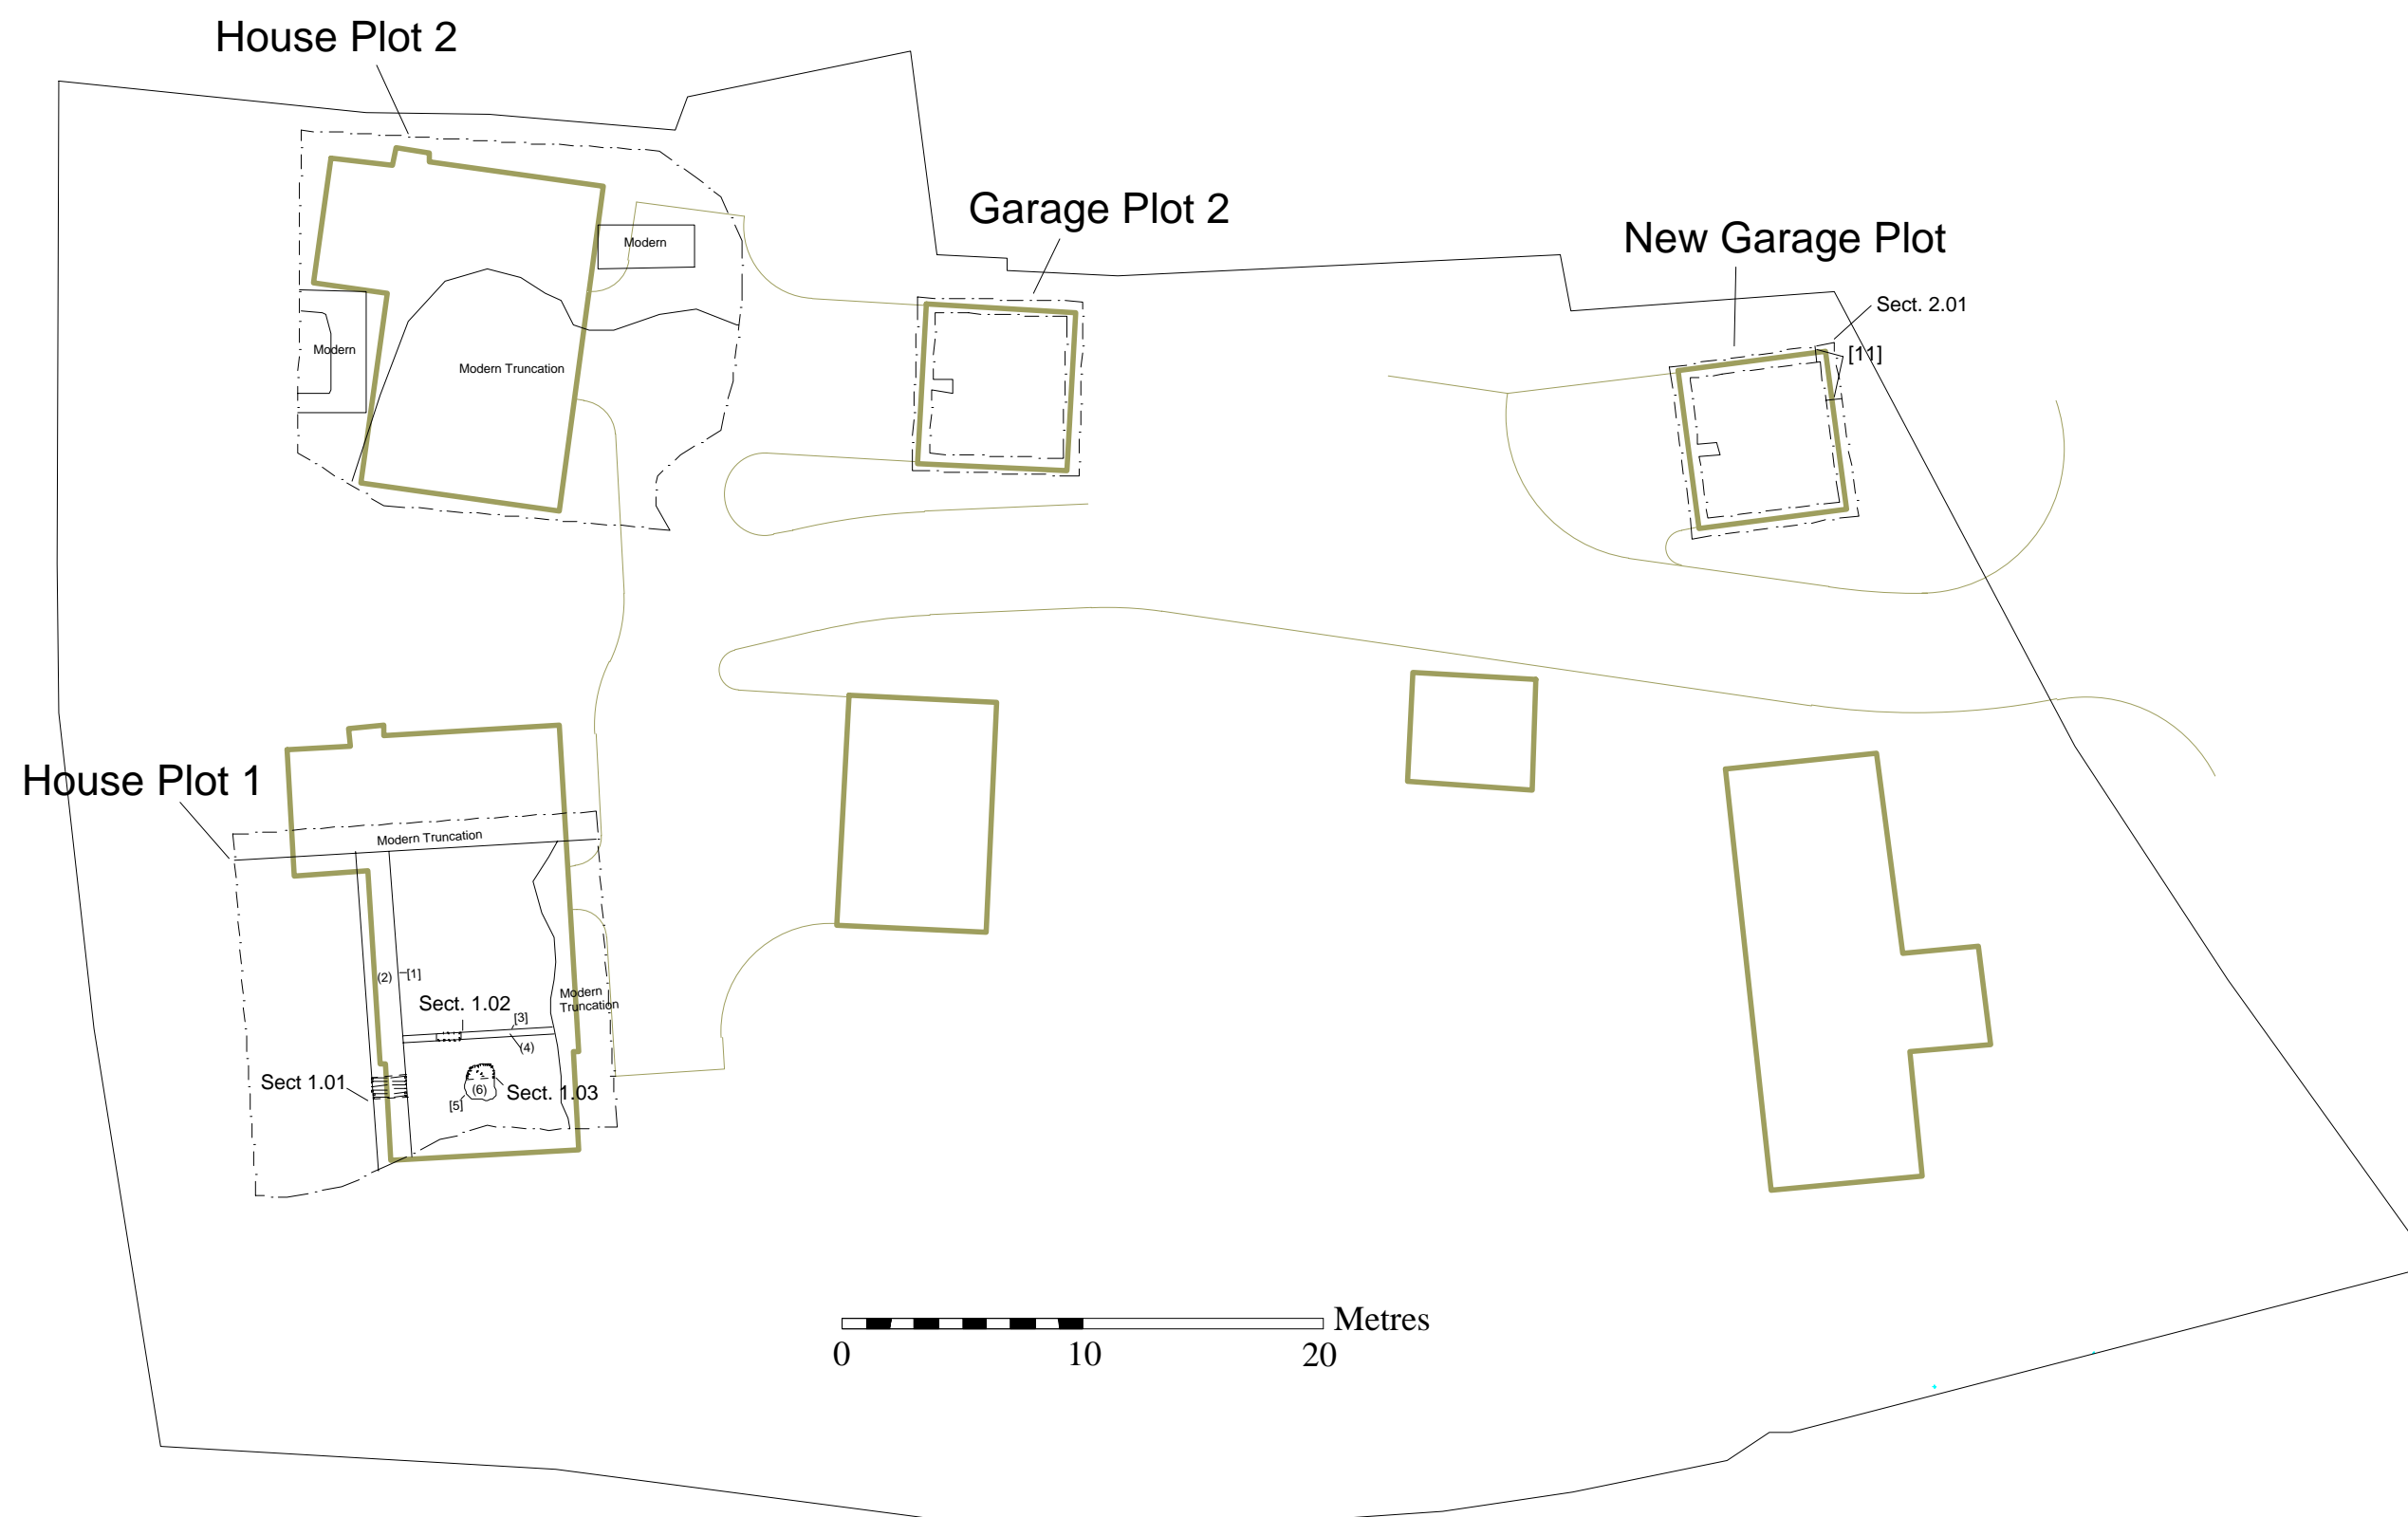 House Plot 2
Garage Plot 2
New Garage Plot
Modern
Sect. 2.01
[11]
Modern
Modern Truncation
House Plot 1
Modern Truncation
(2)
[1]
Sect. 1.02
[3]
Modern
Truncation
(4)
Sect 1.01
(6)
Sect. 1.03
[5]
Metres
0
10
20